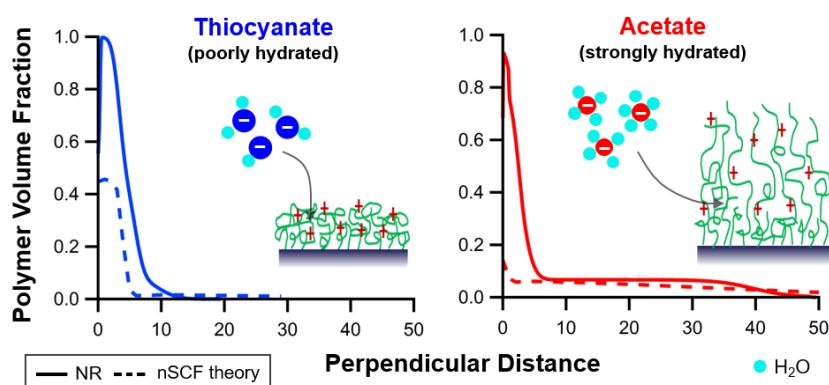 Thiocyanate
(poorly hydrated)
Polymer Volume Fraction
1.0
0.8
0.6
0.4
0.2
0.0
0
10
20
30
40
50
Acetate
(strongly hydrated)
1.0
0.8
0.6
0.4
0.2
0.0
0
10
20
30
40
50
− − −
− − −
+ + + + + + + +
+ + + + + + + +
NR
nSCF theory
Perpendicular Distance
H₂O